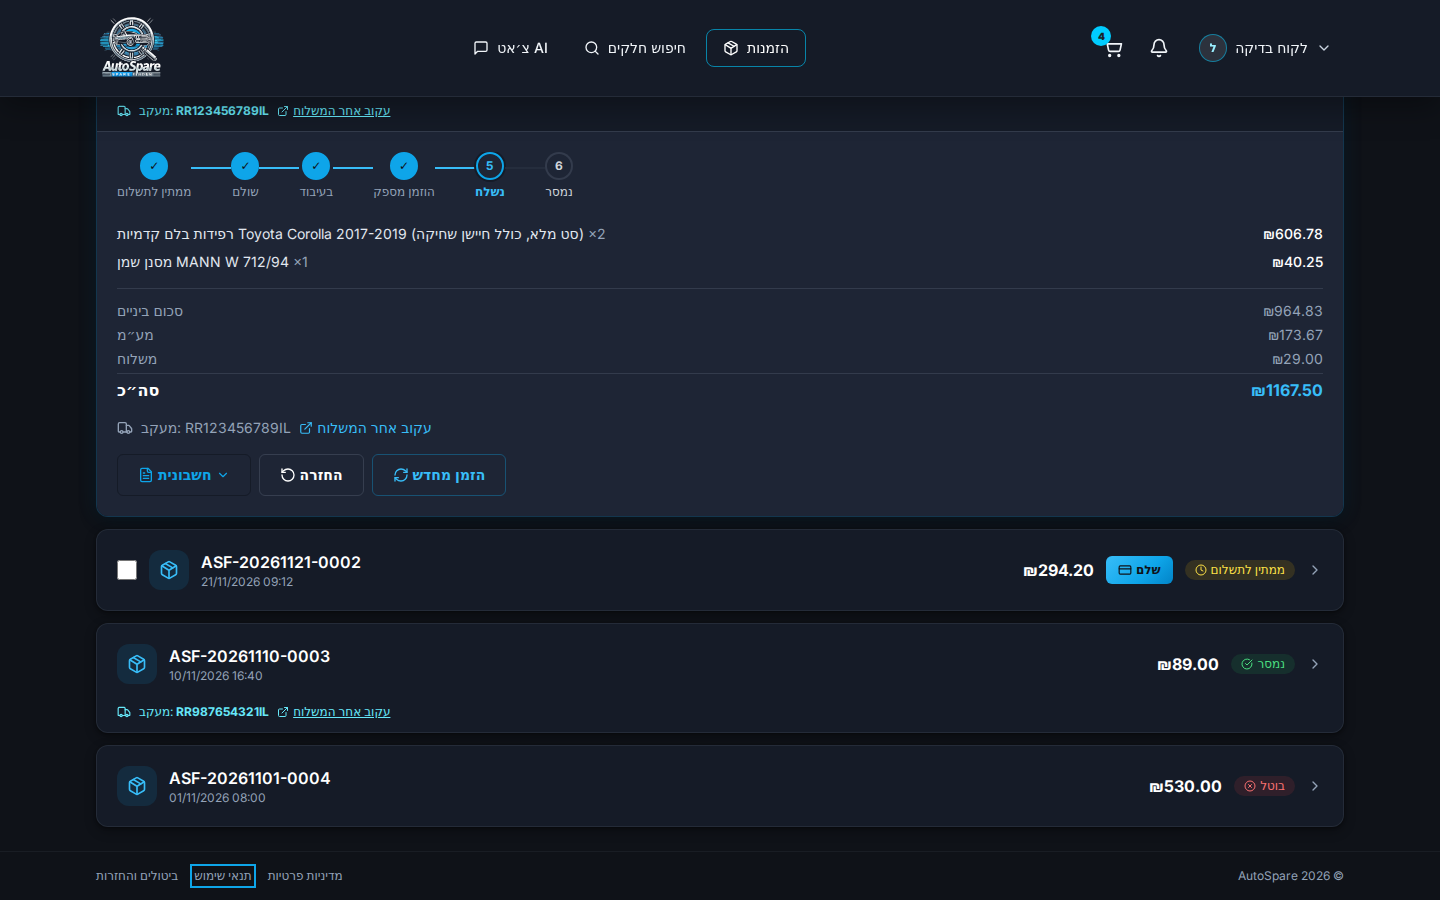 AutoSpare
AI צ׳אט
חיפוש חלקים
הזמנות
4
ל
לקוח בדיקה
מעקב: RR123456789IL עקוב אחר המשלוח
✓ ✓ ✓ ✓ 5 6
ממתין לתשלום שולם בעיבוד הוזמן מספק נשלח נמסר
רפידות בלם קדמיות Toyota Corolla 2017-2019 (סט מלא, כולל חיישן שחיקה) ×2 ₪606.78
מסנן שמן MANN W 712/94 ×1 ₪40.25
סכום ביניים ₪964.83
מע״מ ₪173.67
משלוח ₪29.00
סה״כ ₪1167.50
מעקב: RR123456789IL עקוב אחר המשלוח
חשבונית החזרה הזמן מחדש
ASF-20261121-0002
21/11/2026 09:12
₪294.20 שלם ממתין לתשלום
ASF-20261110-0003
10/11/2026 16:40
₪89.00 נמסר
מעקב: RR987654321IL עקוב אחר המשלוח
ASF-20261101-0004
01/11/2026 08:00
₪530.00 בוטל
ביטולים והחזרות תנאי שימוש מדיניות פרטיות
AutoSpare 2026 ©